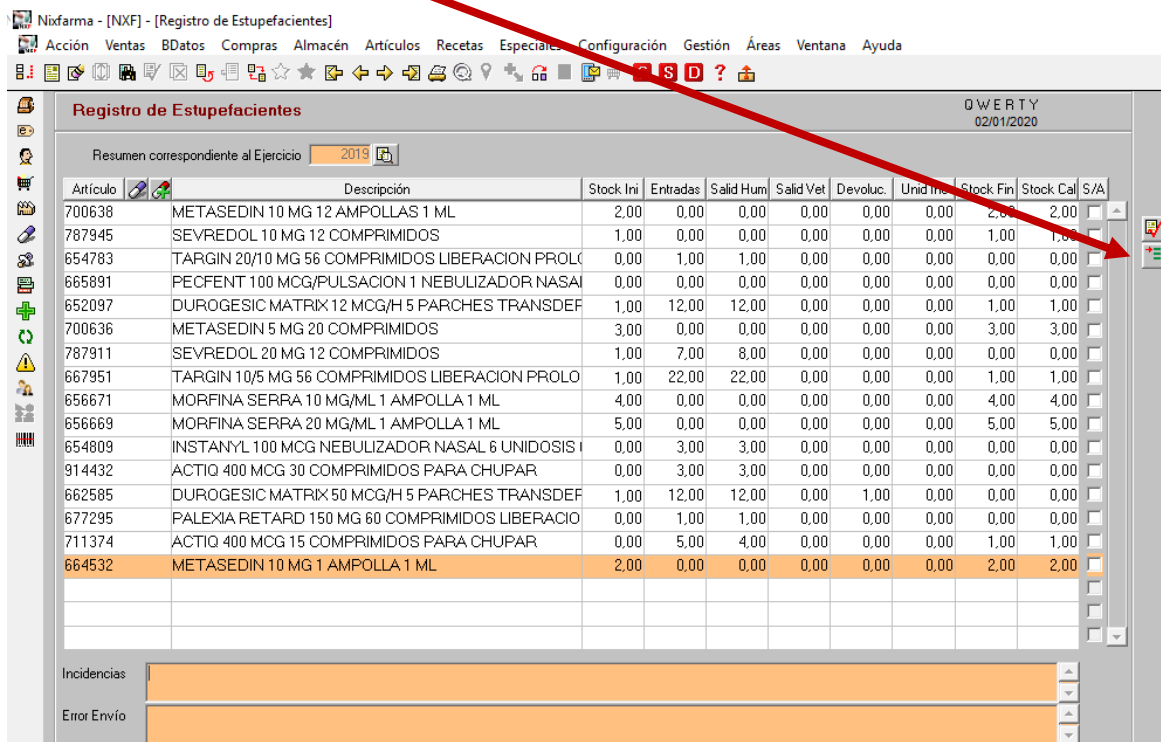 Nixfarma - [NXF] - [Registro de Estupefacientes]
Acción Ventas BDatos Compras Almacén Artículos Recetas Especiales Configuración Gestión Áreas Ventana Ayuda
S D ?
Registro de Estupefacientes QWERTY
02/01/2020
Resumen correspondiente al Ejercicio 2019
Artículo Descripción Stock Ini Entradas Salid Hum Salid Vet Devoluc. Unid Inc Stock Fin Stock Cal S/A
700638 METASEDIN 10 MG 12 AMPOLLAS 1 ML 2,00 0,00 0,00 0,00 0,00 0,00 2,00 2,00
787945 SEVREDOL 10 MG 12 COMPRIMIDOS 1,00 0,00 0,00 0,00 0,00 0,00 1,00 1,00
654783 TARGIN 20/10 MG 56 COMPRIMIDOS LIBERACION PROLO 0,00 1,00 1,00 0,00 0,00 0,00 0,00 0,00
665891 PECFENT 100 MCG/PULSACION 1 NEBULIZADOR NASAL 0,00 0,00 0,00 0,00 0,00 0,00 0,00 0,00
652097 DUROGESIC MATRIX 12 MCG/H 5 PARCHES TRANSDEF 1,00 12,00 12,00 0,00 0,00 0,00 1,00 1,00
700636 METASEDIN 5 MG 20 COMPRIMIDOS 3,00 0,00 0,00 0,00 0,00 0,00 3,00 3,00
787911 SEVREDOL 20 MG 12 COMPRIMIDOS 1,00 7,00 8,00 0,00 0,00 0,00 0,00 0,00
667951 TARGIN 10/5 MG 56 COMPRIMIDOS LIBERACION PROLO 1,00 22,00 22,00 0,00 0,00 0,00 1,00 1,00
656671 MORFINA SERRA 10 MG/ML 1 AMPOLLA 1 ML 4,00 0,00 0,00 0,00 0,00 0,00 4,00 4,00
656669 MORFINA SERRA 20 MG/ML 1 AMPOLLA 1 ML 5,00 0,00 0,00 0,00 0,00 0,00 5,00 5,00
654809 INSTANYL 100 MCG NEBULIZADOR NASAL 6 UNIDOSIS 0,00 3,00 3,00 0,00 0,00 0,00 0,00 0,00
914432 ACTIQ 400 MCG 30 COMPRIMIDOS PARA CHUPAR 0,00 3,00 3,00 0,00 0,00 0,00 0,00 0,00
662585 DUROGESIC MATRIX 50 MCG/H 5 PARCHES TRANSDEF 1,00 12,00 12,00 0,00 1,00 0,00 0,00 0,00
677295 PALEXIA RETARD 150 MG 60 COMPRIMIDOS LIBERACIO 0,00 1,00 1,00 0,00 0,00 0,00 0,00 0,00
711374 ACTIQ 400 MCG 15 COMPRIMIDOS PARA CHUPAR 0,00 5,00 4,00 0,00 0,00 0,00 1,00 1,00
664532 METASEDIN 10 MG 1 AMPOLLA 1 ML 2,00 0,00 0,00 0,00 0,00 0,00 2,00 2,00
Incidencias
Error Envío